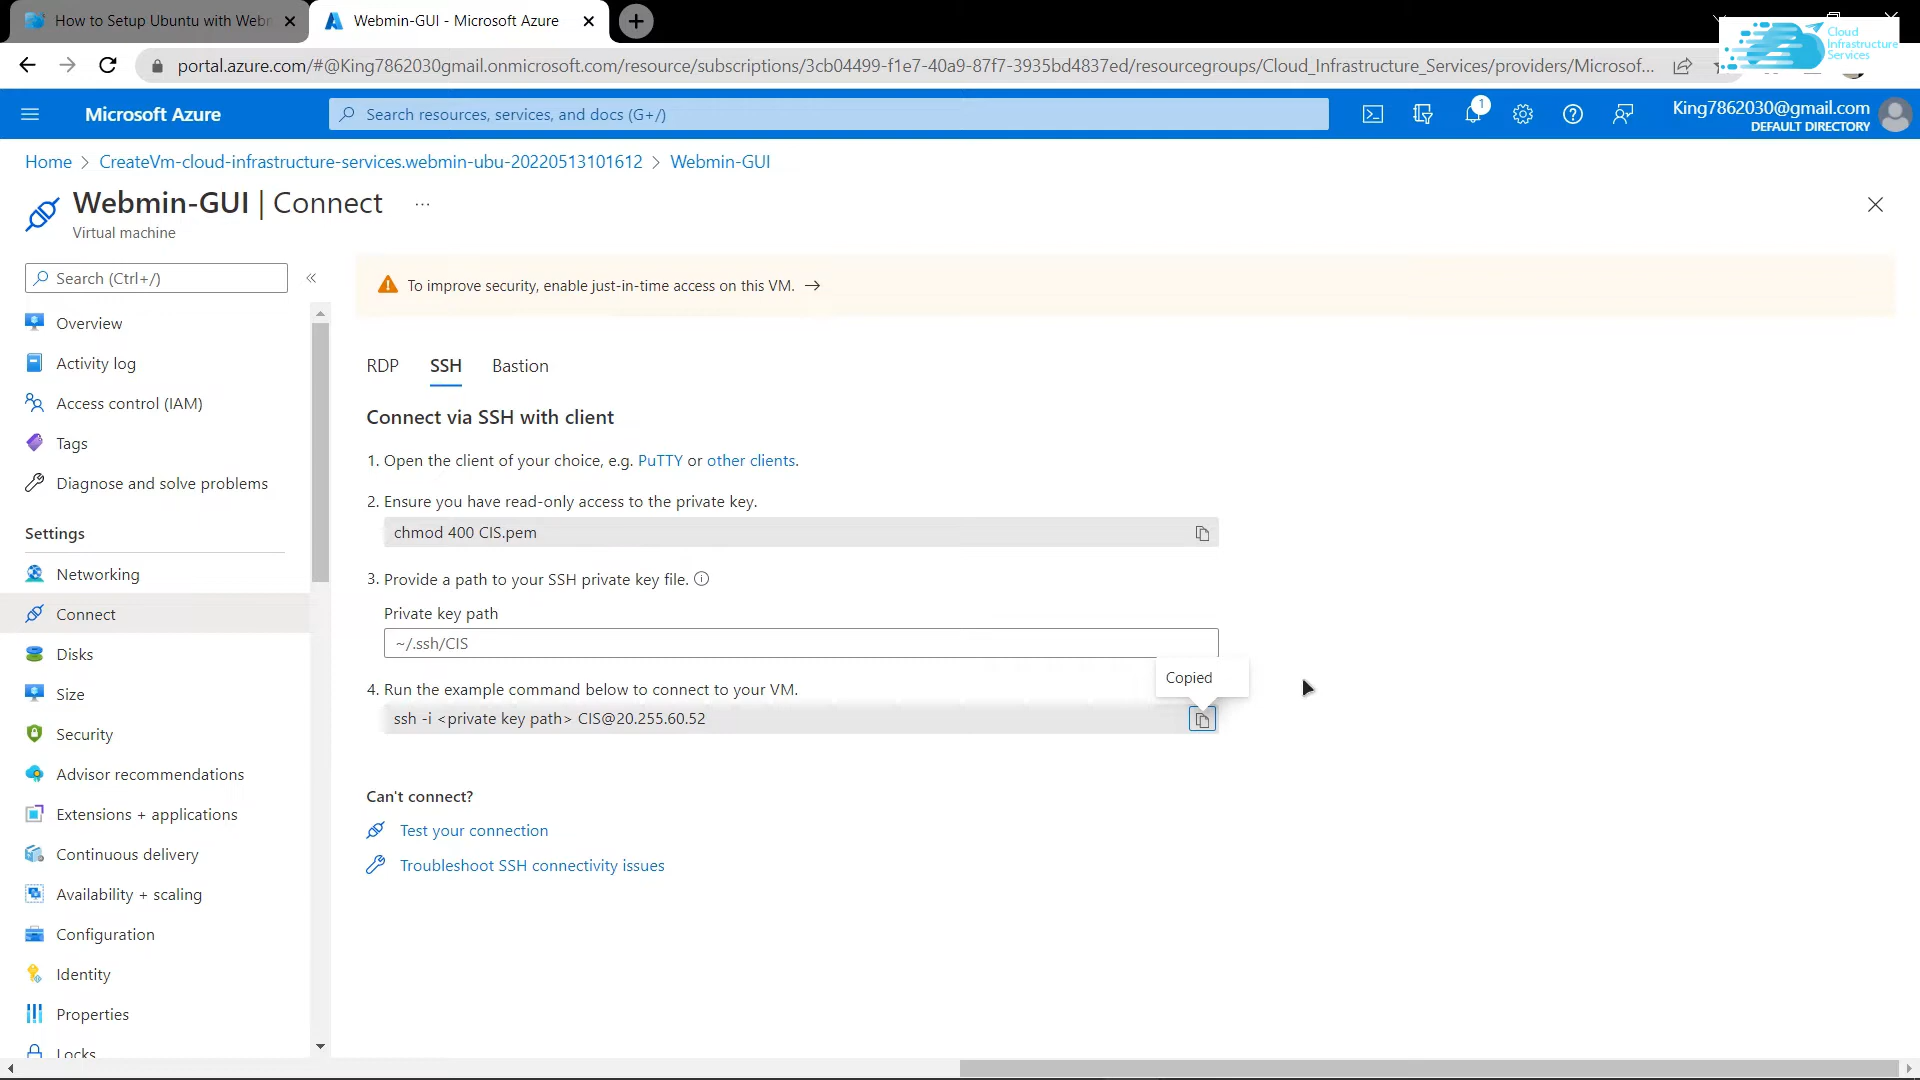 How to Setup Ubuntu with Webm
Webmin-GUI - Microsoft Azure
Cloud
Infrastructure
Services
portal.azure.com/#@King7862030gmail.onmicrosoft.com/resource/subscriptions/3cb04499-f1e7-40a9-87f7-3935bd4837ed/resourcegroups/Cloud_Infrastructure_Services/providers/Microsof...
Microsoft Azure
Search resources, services, and docs (G+/)
1
King7862030@gmail.com
DEFAULT DIRECTORY
Home > CreateVm-cloud-infrastructure-services.webmin-ubu-20220513101612 > Webmin-GUI
Webmin-GUI | Connect ...
Virtual machine
Search (Ctrl+/)
«
To improve security, enable just-in-time access on this VM. →
Overview
Activity log
Access control (IAM)
Tags
Diagnose and solve problems
Settings
Networking
Connect
Disks
Size
Security
Advisor recommendations
Extensions + applications
Continuous delivery
Availability + scaling
Configuration
Identity
Properties
Locks
RDP SSH Bastion
Connect via SSH with client
1. Open the client of your choice, e.g. PuTTY or other clients.
2. Ensure you have read-only access to the private key.
chmod 400 CIS.pem
3. Provide a path to your SSH private key file.
Private key path
~/.ssh/CIS
Copied
4. Run the example command below to connect to your VM.
ssh -i <private key path> CIS@20.255.60.52
Can't connect?
Test your connection
Troubleshoot SSH connectivity issues